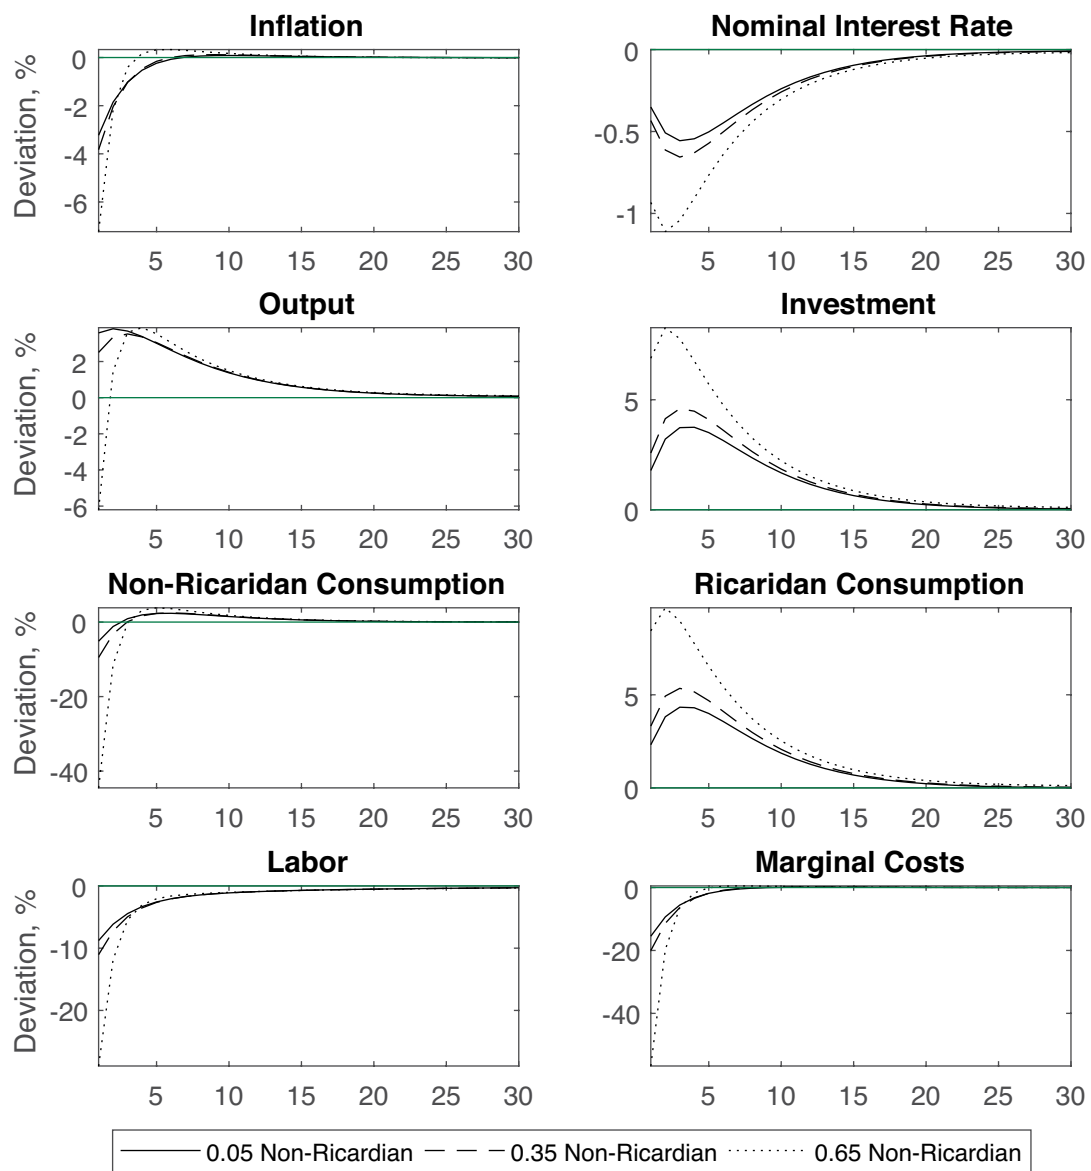 Inflation
Nominal Interest Rate
Deviation, %
0
-2
-4
-6
5 10 15 20 25 30
0
-0.5
-1
5 10 15 20 25 30
Output
Investment
Deviation, %
2
0
-2
-4
-6
5 10 15 20 25 30
5
0
5 10 15 20 25 30
Non-Ricaridan Consumption
Ricaridan Consumption
Deviation, %
0
-20
-40
5 10 15 20 25 30
5
0
5 10 15 20 25 30
Labor
Marginal Costs
Deviation, %
0
-10
-20
5 10 15 20 25 30
0
-20
-40
5 10 15 20 25 30
0.05 Non-Ricardian 0.35 Non-Ricardian 0.65 Non-Ricardian